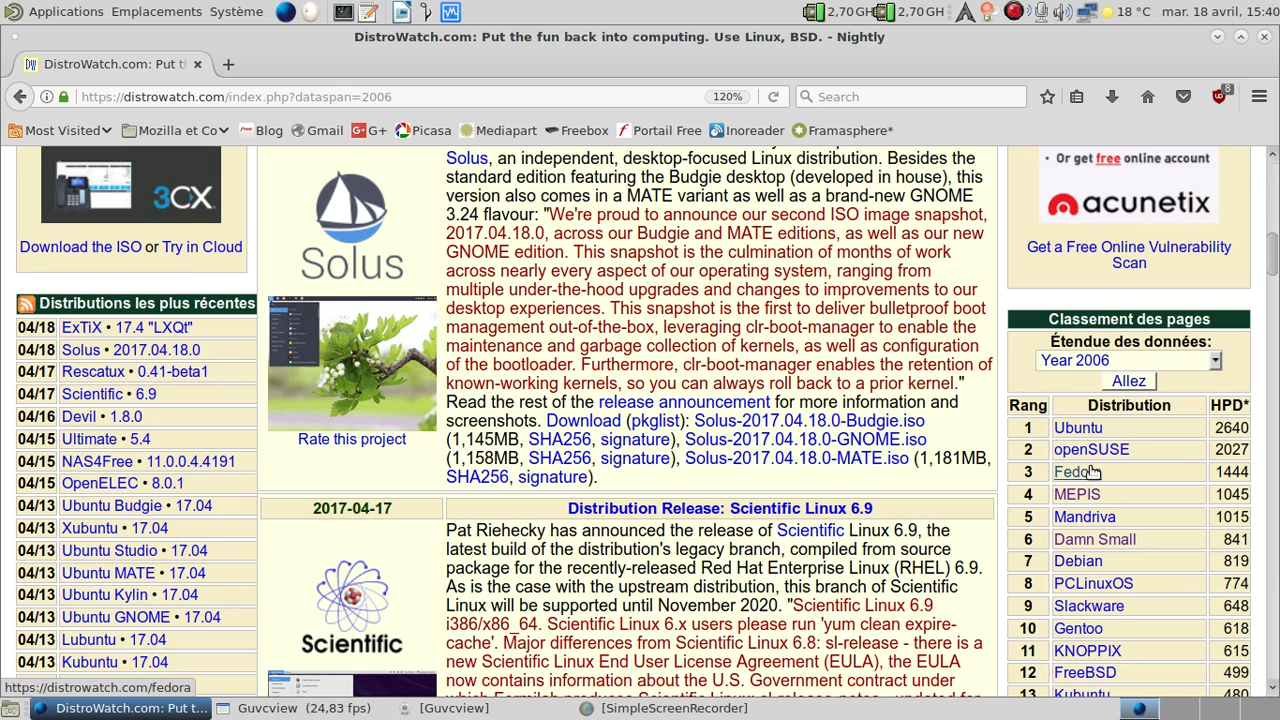 Applications Emplacements Système 2,70 GH 2,70 GH 18 °C mar. 18 avril, 15:40
DistroWatch.com: Put the fun back into computing. Use Linux, BSD. - Nightly
DW DistroWatch.com: Put tl × +
https://distrowatch.com/index.php?dataspan=2006 120% Search 8
Most Visited Mozilla et Co Blog Gmail G+ Picasa Mediapart Freebox Portail Free Inoreader Framasphere*
3CX
Download the ISO or Try in Cloud
Distributions les plus récentes
04/18 ExTiX • 17.4 "LXQt"
04/18 Solus • 2017.04.18.0
04/17 Rescatux • 0.41-beta1
04/17 Scientific • 6.9
04/16 Devil • 1.8.0
04/15 Ultimate • 5.4
04/15 NAS4Free • 11.0.0.4.4191
04/15 OpenELEC • 8.0.1
04/13 Ubuntu Budgie • 17.04
04/13 Xubuntu • 17.04
04/13 Ubuntu Studio • 17.04
04/13 Ubuntu MATE • 17.04
04/13 Ubuntu Kylin • 17.04
04/13 Ubuntu GNOME • 17.04
04/13 Lubuntu • 17.04
04/13 Kubuntu • 17.04
https://distrowatch.com/fedora
Solus
Rate this project
Solus, an independent, desktop-focused Linux distribution. Besides the
standard edition featuring the Budgie desktop (developed in house), this
version also comes in a MATE variant as well as a brand-new GNOME
3.24 flavour: "We're proud to announce our second ISO image snapshot,
2017.04.18.0, across our Budgie and MATE editions, as well as our new
GNOME edition. This snapshot is the culmination of months of work
across nearly every aspect of our operating system, ranging from
multiple under-the-hood upgrades and changes to improvements to our
desktop experiences. This snapshot is the first to deliver bulletproof boot
management out-of-the-box, leveraging clr-boot-manager to enable the
maintenance and garbage collection of kernels, as well as configuration
of the bootloader. Furthermore, clr-boot-manager enables the retention of
known-working kernels, so you can always roll back to a prior kernel."
Read the rest of the release announcement for more information and
screenshots. Download (pkglist): Solus-2017.04.18.0-Budgie.iso
(1,145MB, SHA256, signature), Solus-2017.04.18.0-GNOME.iso
(1,158MB, SHA256, signature), Solus-2017.04.18.0-MATE.iso (1,181MB,
SHA256, signature).
2017-04-17 Distribution Release: Scientific Linux 6.9
Scientific
Pat Riehecky has announced the release of Scientific Linux 6.9, the
latest build of the distribution's legacy branch, compiled from source
package for the recently-released Red Hat Enterprise Linux (RHEL) 6.9.
As is the case with the upstream distribution, this branch of Scientific
Linux will be supported until November 2020. "Scientific Linux 6.9
i386/x86_64. Scientific Linux 6.x users please run 'yum clean expire-
cache'. Major differences from Scientific Linux 6.8: sl-release - there is a
new Scientific Linux End User License Agreement (EULA), the EULA
now contains information about the U.S. Government contract under
• Or get free online account
acunetix
Get a Free Online Vulnerability
Scan
Classement des pages
Étendue des données:
Year 2006
Allez
Rang Distribution HPD*
1 Ubuntu 2640
2 openSUSE 2027
3 Fedo 1444
4 MEPIS 1045
5 Mandriva 1015
6 Damn Small 841
7 Debian 819
8 PCLinuxOS 774
9 Slackware 648
10 Gentoo 618
11 KNOPPIX 615
12 FreeBSD 499
13 Kubuntu 480
DistroWatch.com: Put t... Guvcview (24,83 fps) [Guvcview] [SimpleScreenRecorder]